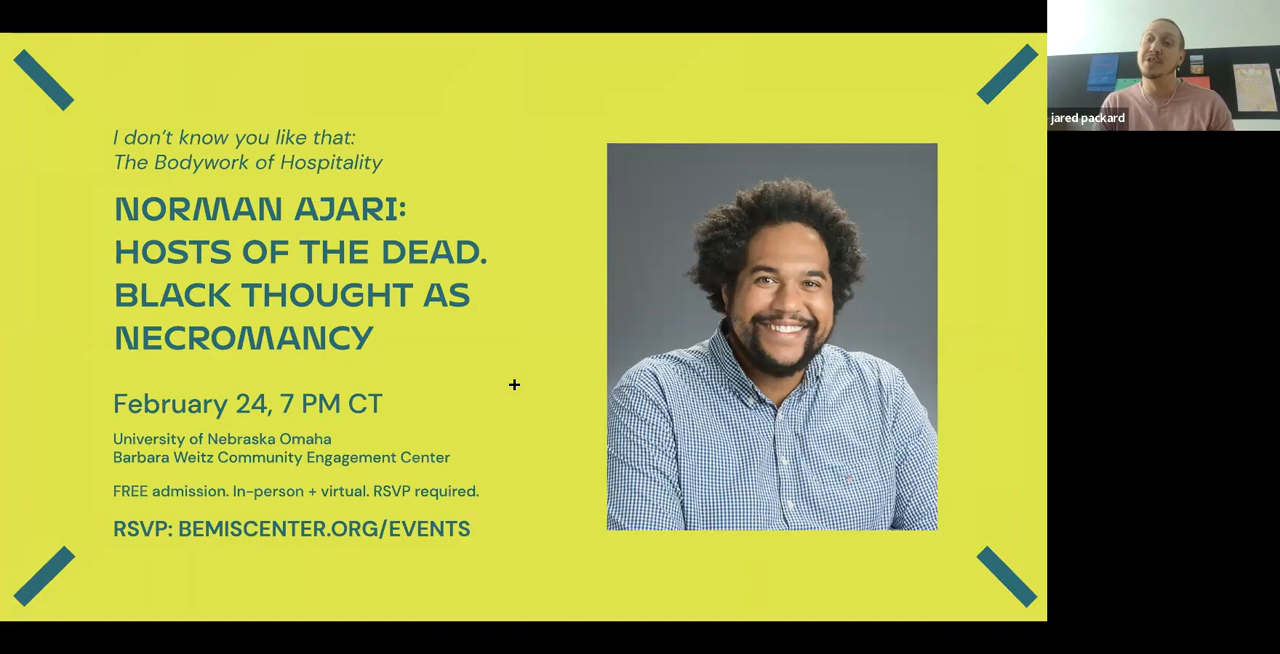 I don't know you like that:
The Bodywork of Hospitality
NORMAN AJARI:
HOSTS OF THE DEAD.
BLACK THOUGHT AS
NECROMANCY
February 24, 7 PM CT
University of Nebraska Omaha
Barbara Weitz Community Engagement Center
FREE admission. In-person + virtual. RSVP required.
RSVP: BEMISCENTER.ORG/EVENTS
jared packard